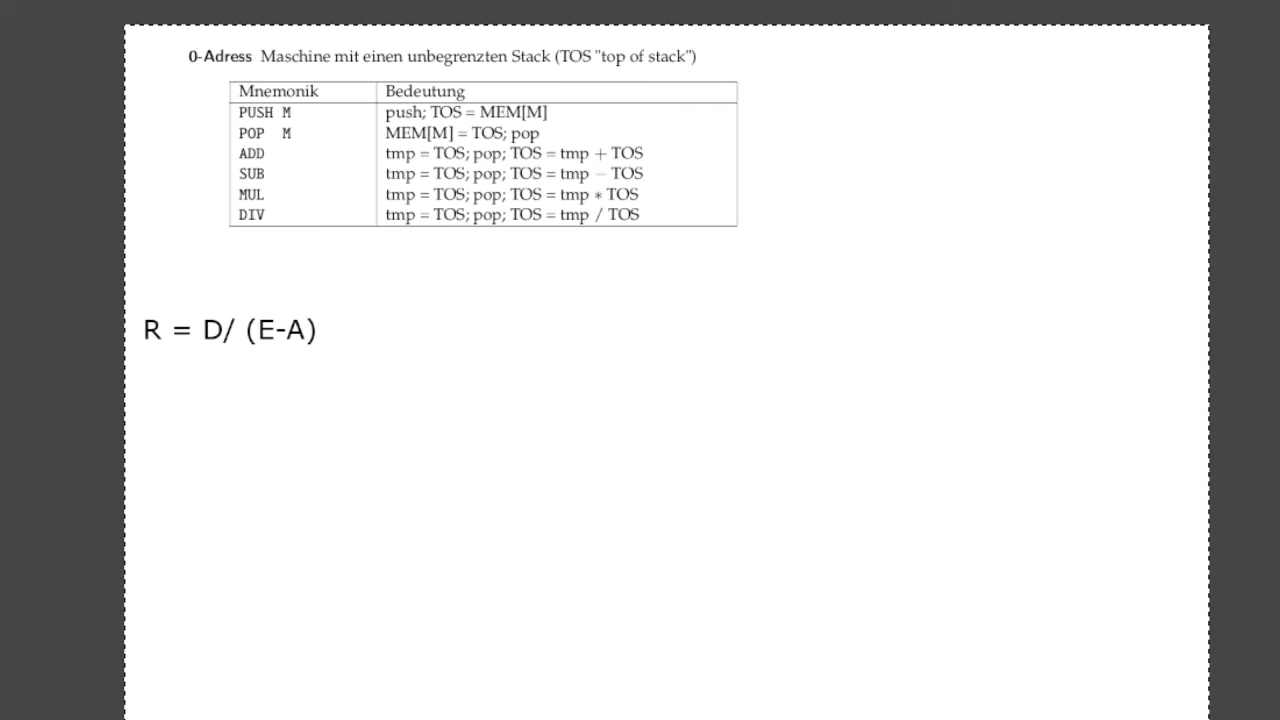 0-Adress Maschine mit einen unbegrenzten Stack (TOS "top of stack")
Mnemonik Bedeutung
PUSH M push; TOS = MEM[M]
POP M MEM[M] = TOS; pop
ADD tmp = TOS; pop; TOS = tmp + TOS
SUB tmp = TOS; pop; TOS = tmp − TOS
MUL tmp = TOS; pop; TOS = tmp ∗ TOS
DIV tmp = TOS; pop; TOS = tmp / TOS
R = D/ (E-A)